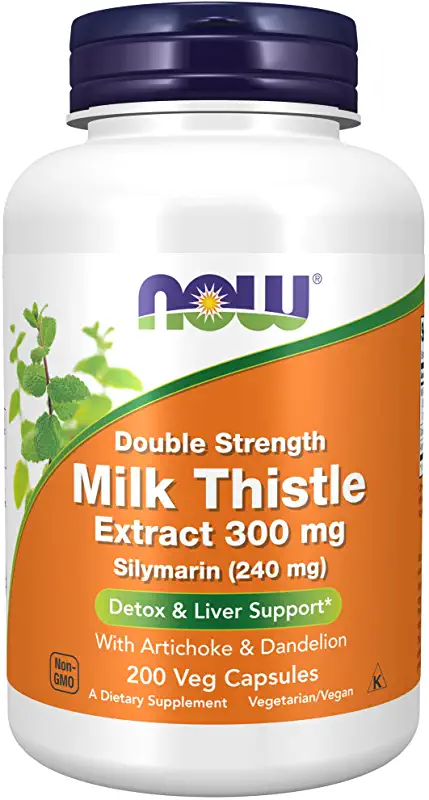 NOW®
Double Strength
Milk Thistle
Extract 300 mg
Silymarin (240 mg)
Detox & Liver Support*
With Artichoke & Dandelion
200 Veg Capsules
Non-
GMO
A Dietary Supplement Vegetarian/Vegan
K